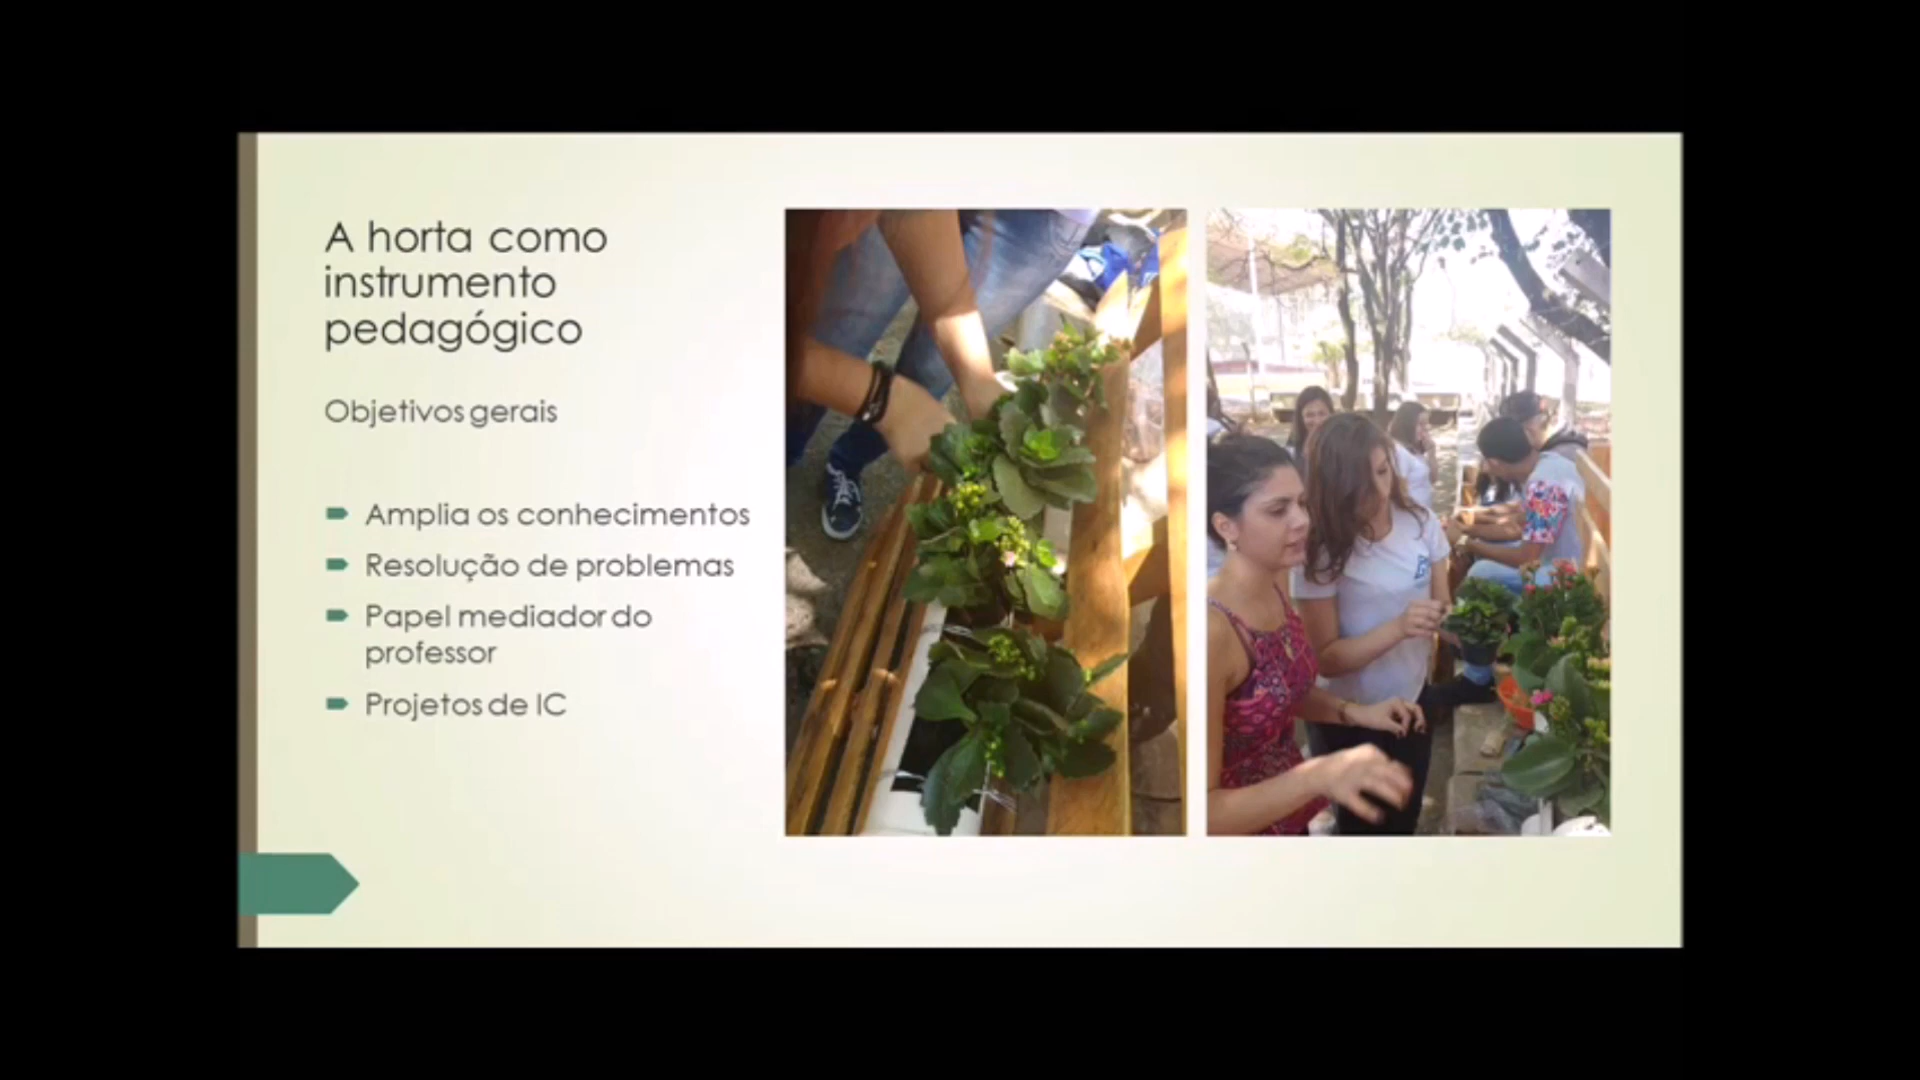 A horta como
instrumento
pedagógico
Objetivos gerais
Amplia os conhecimentos
Resolução de problemas
Papel mediador do
professor
Projetos de IC